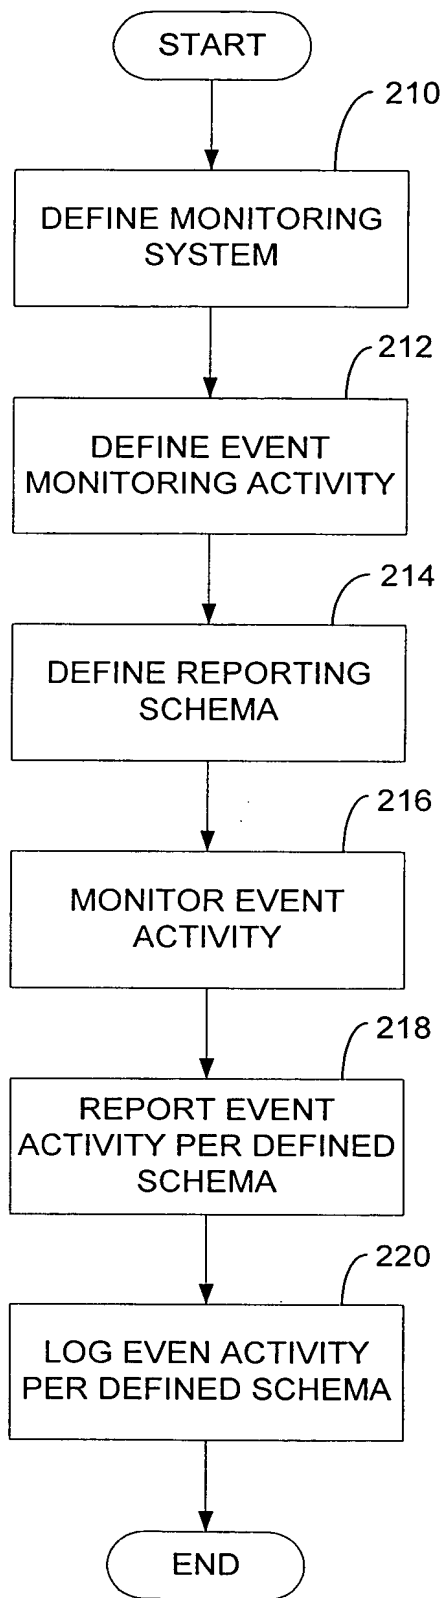 START
210
DEFINE MONITORING
SYSTEM
212
DEFINE EVENT
MONITORING ACTIVITY
214
DEFINE REPORTING
SCHEMA
216
MONITOR EVENT
ACTIVITY
218
REPORT EVENT
ACTIVITY PER DEFINED
SCHEMA
220
LOG EVEN ACTIVITY
PER DEFINED SCHEMA
END